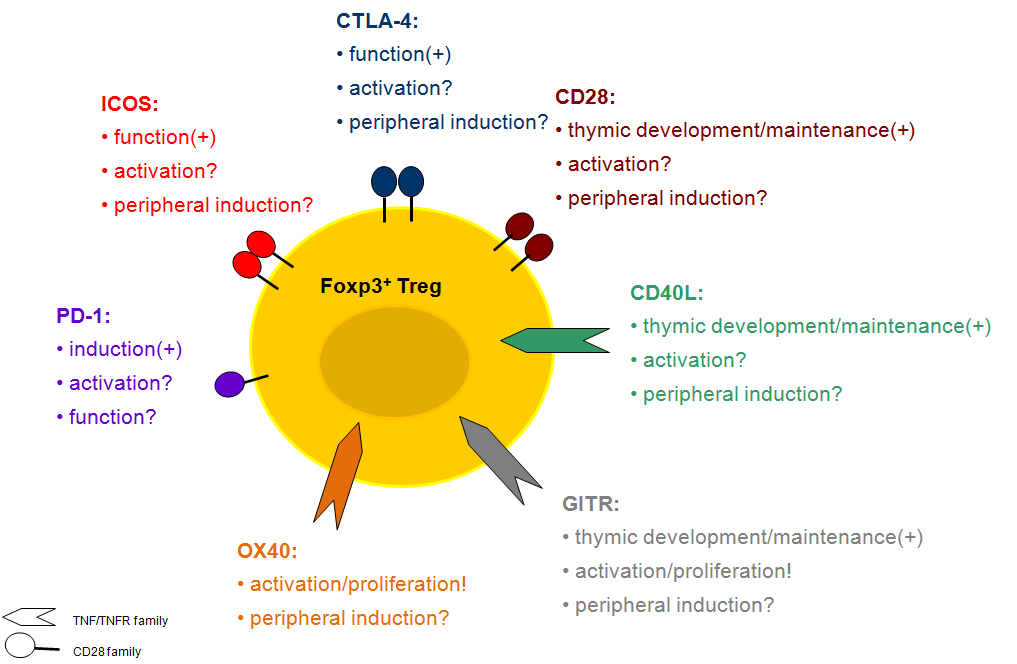 CTLA-4:
• function(+)
• activation?
• peripheral induction?
ICOS:
• function(+)
• activation?
• peripheral induction?
CD28:
• thymic development/maintenance(+)
• activation?
• peripheral induction?
Foxp3⁺ Treg
PD-1:
• induction(+)
• activation?
• function?
CD40L:
• thymic development/maintenance(+)
• activation?
• peripheral induction?
GITR:
• thymic development/maintenance(+)
• activation/proliferation!
• peripheral induction?
OX40:
• activation/proliferation!
• peripheral induction?
TNF/TNFR family
CD28 family